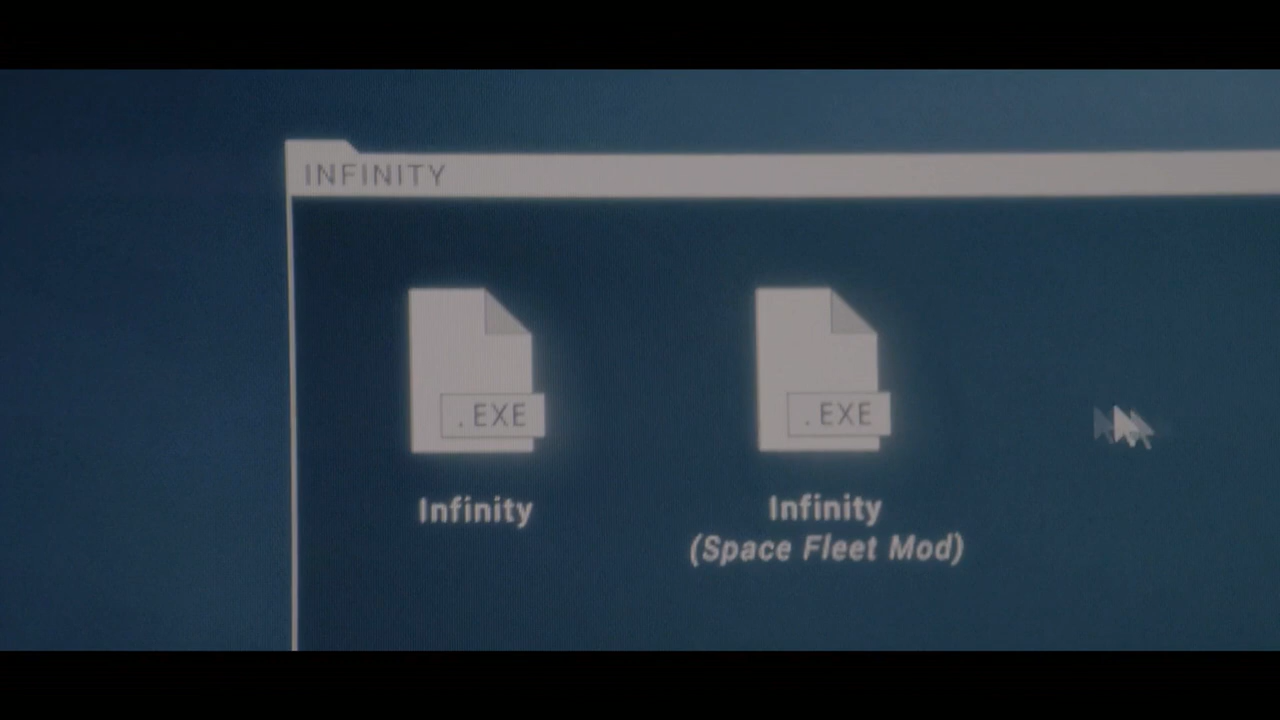 INFINITY
.EXE
.EXE
Infinity
Infinity
(Space Fleet Mod)